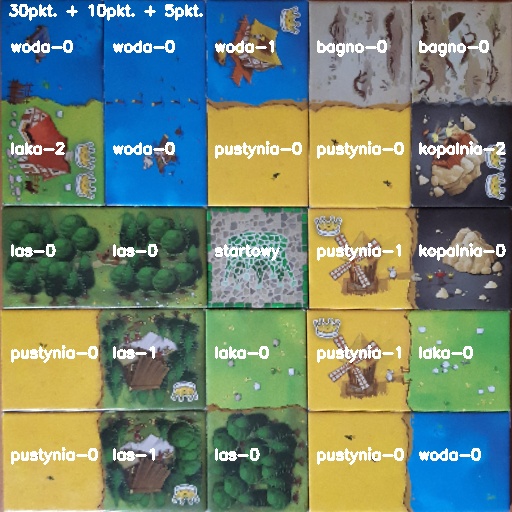 30pkt. + 10pkt. + 5pkt.
woda-0 woda-0 woda-1 bagno-0 bagno-0
laka-2 woda-0 pustynia-0 pustynia-0 kopalnia-2
las-0 las-0 startowy pustynia-1 kopalnia-0
pustynia-0 las-1 laka-0 pustynia-1 laka-0
pustynia-0 las-1 las-0 pustynia-0 woda-0